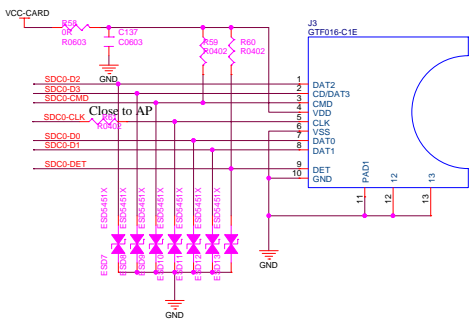 VCC-CARD
R58
0R
R0603
C137
C0603
GND
R59
R0402
R60
R0402
J3
GTF016-C1E
SDC0-D2
SDC0-D3
SDC0-CMD
SDC0-CLK
Close to AP
R0402
SDC0-D0
SDC0-D1
SDC0-DET
1 DAT2
2 CD/DAT3
3 CMD
4 VDD
5 CLK
6 VSS
7 DAT0
8 DAT1
9 DET
10 GND
PAD1
12
13
11
12
13
ESD5451X
ESD5451X
ESD5451X
ESD5451X
ESD5451X
ESD5451X
ESD5451X
ESD7
ESD8
ESD9
ESD10
ESD11
ESD12
ESD13
GND
GND